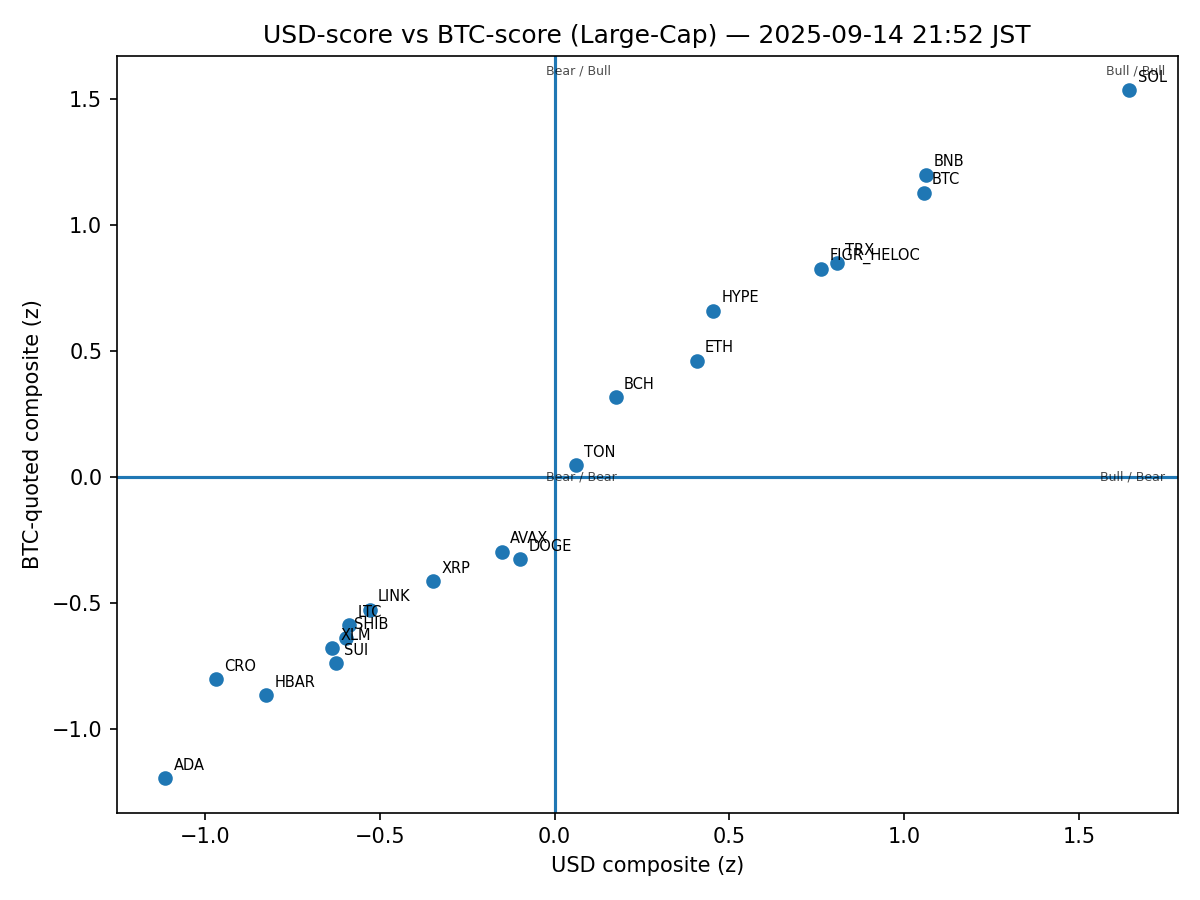 USD-score vs BTC-score (Large-Cap) — 2025-09-14 21:52 JST
Bear / Bull
Bull / Bull
SOL
1.5
BNB
BTC
1.0
TRX
FIGR_HELOC
HYPE
0.5
ETH
BCH
TON
0.0
Bear / Bear
Bull / Bear
AVAX
DOGE
XRP
−0.5
LINK
LTC
SHIB
XLM
SUI
CRO
HBAR
−1.0
ADA
−1.0 −0.5 0.0 0.5 1.0 1.5
USD composite (z)
BTC-quoted composite (z)